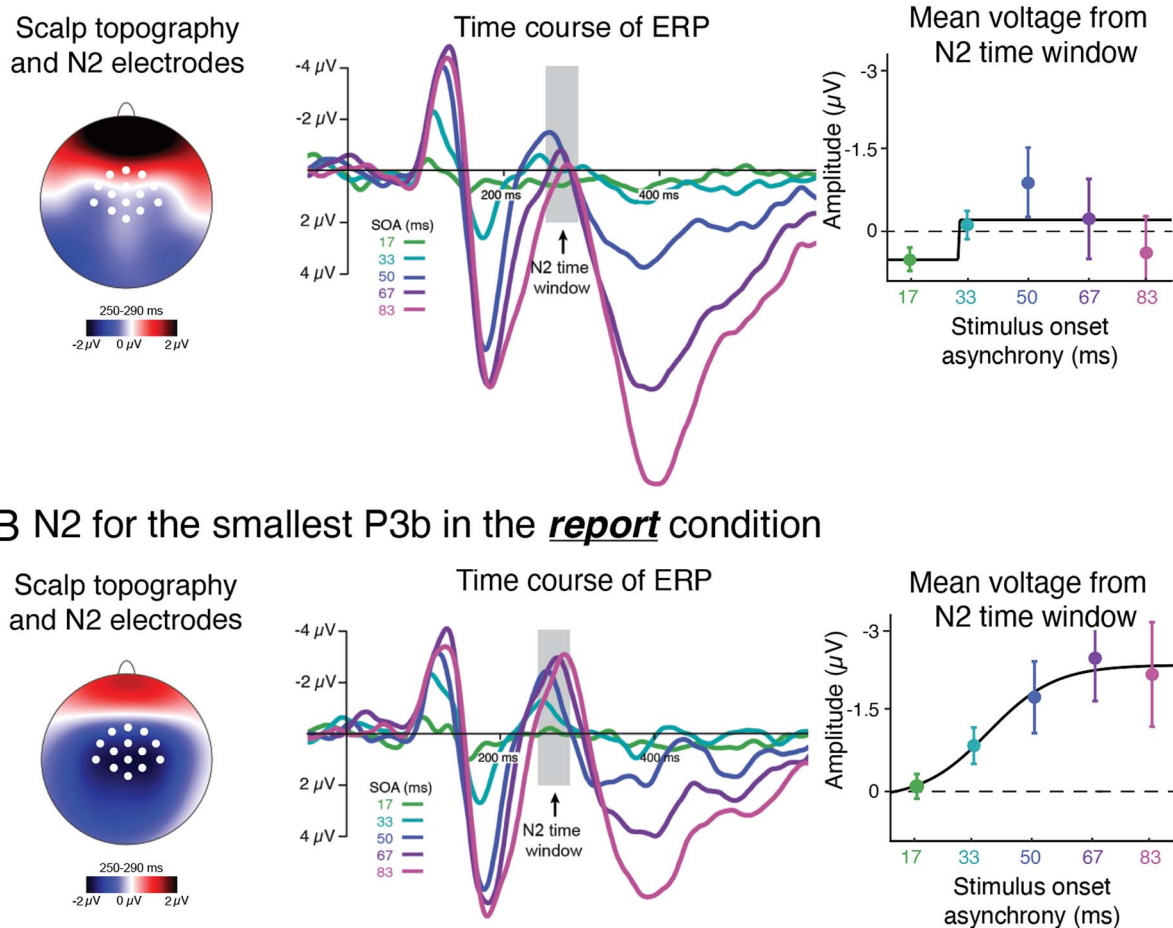 Scalp topography
and N2 electrodes
Time course of ERP
Mean voltage from
N2 time window
-4 µV
-2 µV
2 µV
4 µV
200 ms
400 ms
SOA (ms)
17
33
50
67
83
N2 time
window
250-290 ms
-2 µV 0 µV 2 µV
Amplitude (µV)
-3
-1.5
0
17 33 50 67 83
Stimulus onset
asynchrony (ms)
B N2 for the smallest P3b in the report condition
Scalp topography
and N2 electrodes
Time course of ERP
Mean voltage from
N2 time window
-4 µV
-2 µV
2 µV
4 µV
200 ms
400 ms
SOA (ms)
17
33
50
67
83
N2 time
window
250-290 ms
-2 µV 0 µV 2 µV
Amplitude (µV)
-3
-1.5
0
17 33 50 67 83
Stimulus onset
asynchrony (ms)